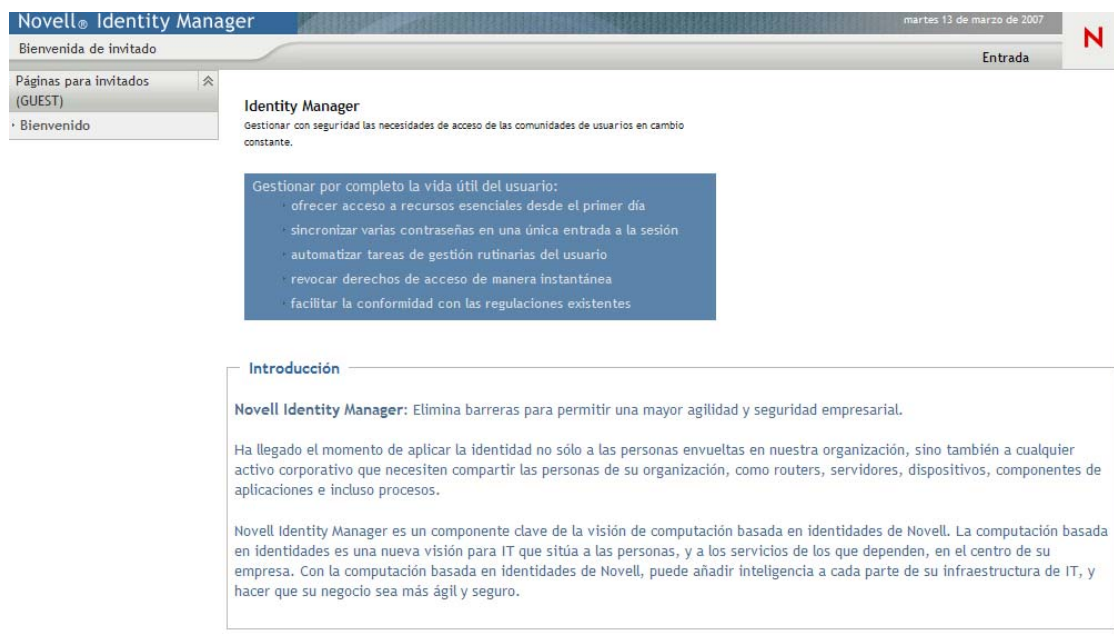 Novell® Identity Manager
martes 13 de marzo de 2007
N
Bienvenida de invitado
Entrada
Páginas para invitados
(GUEST)
· Bienvenido
Identity Manager
Gestionar con seguridad las necesidades de acceso de las comunidades de usuarios en cambio
constante.
Gestionar por completo la vida útil del usuario:
· ofrecer acceso a recursos esenciales desde el primer día
· sincronizar varias contraseñas en una única entrada a la sesión
· automatizar tareas de gestión rutinarias del usuario
· revocar derechos de acceso de manera instantánea
· facilitar la conformidad con las regulaciones existentes
Introducción
Novell Identity Manager: Elimina barreras para permitir una mayor agilidad y seguridad empresarial.
Ha llegado el momento de aplicar la identidad no sólo a las personas envueltas en nuestra organización, sino también a cualquier
activo corporativo que necesiten compartir las personas de su organización, como routers, servidores, dispositivos, componentes de
aplicaciones e incluso procesos.
Novell Identity Manager es un componente clave de la visión de computación basada en identidades de Novell. La computación basada
en identidades es una nueva visión para IT que sitúa a las personas, y a los servicios de los que dependen, en el centro de su
empresa. Con la computación basada en identidades de Novell, puede añadir inteligencia a cada parte de su infraestructura de IT, y
hacer que su negocio sea más ágil y seguro.